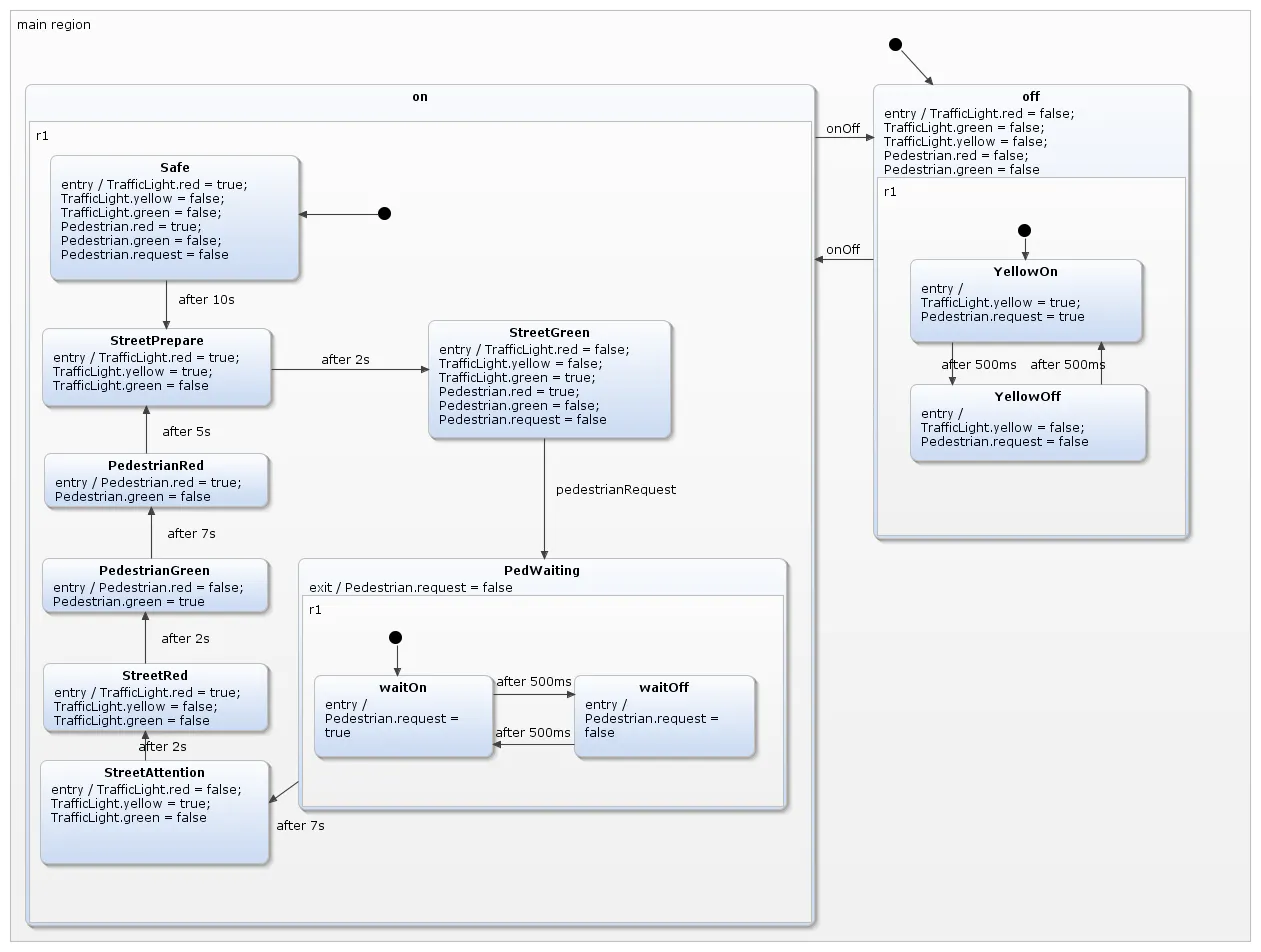 main region
on
r1
Safe
entry / TrafficLight.red = true;
TrafficLight.yellow = false;
TrafficLight.green = false;
Pedestrian.red = true;
Pedestrian.green = false;
Pedestrian.request = false
after 10s
StreetPrepare
entry / TrafficLight.red = true;
TrafficLight.yellow = true;
TrafficLight.green = false
after 2s
StreetGreen
entry / TrafficLight.red = false;
TrafficLight.yellow = false;
TrafficLight.green = true;
Pedestrian.red = true;
Pedestrian.green = false;
Pedestrian.request = false
after 5s
PedestrianRed
entry / Pedestrian.red = true;
Pedestrian.green = false
pedestrianRequest
after 7s
PedestrianGreen
entry / Pedestrian.red = false;
Pedestrian.green = true
after 2s
StreetRed
entry / TrafficLight.red = true;
TrafficLight.yellow = false;
TrafficLight.green = false
after 2s
StreetAttention
entry / TrafficLight.red = false;
TrafficLight.yellow = true;
TrafficLight.green = false
PedWaiting
exit / Pedestrian.request = false
r1
waitOn
entry /
Pedestrian.request =
true
after 500ms
after 500ms
waitOff
entry /
Pedestrian.request =
false
after 7s
onOff
onOff
off
entry / TrafficLight.red = false;
TrafficLight.green = false;
TrafficLight.yellow = false;
Pedestrian.red = false;
Pedestrian.green = false
r1
YellowOn
entry /
TrafficLight.yellow = true;
Pedestrian.request = true
after 500ms
after 500ms
YellowOff
entry /
TrafficLight.yellow = false;
Pedestrian.request = false